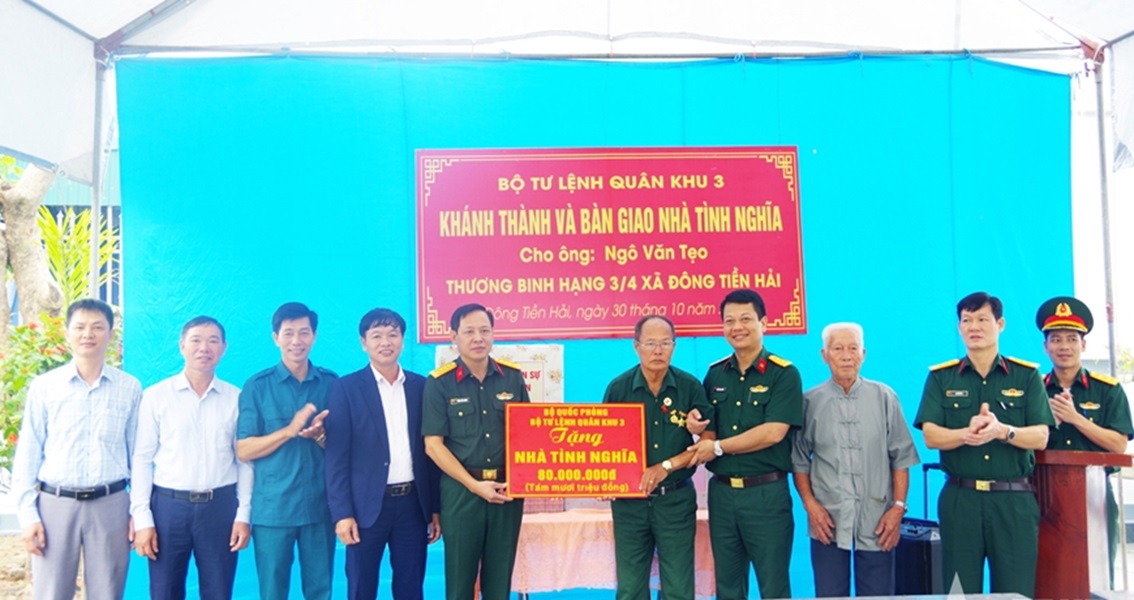 BỘ TƯ LỆNH QUÂN KHU 3
KHÁNH THÀNH VÀ BÀN GIAO NHÀ TÌNH NGHĨA
Cho ông: Ngô Văn Tẹo
THƯƠNG BINH HẠNG 3/4 XÃ ĐÔNG TIỀN HẢI
Đông Tiền Hải, ngày 30 tháng 10 năm
BỘ QUỐC PHÒNG
BỘ TƯ LỆNH QUÂN KHU 3
Tặng
NHÀ TÌNH NGHĨA
80.000.000đ
(Tám mươi triệu đồng)